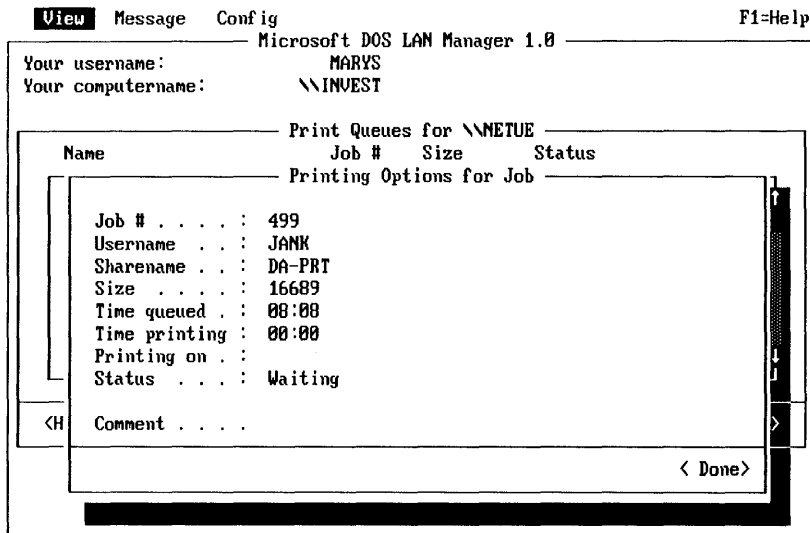 View Message Config F1=Help
Microsoft DOS LAN Manager 1.0
Your username: MARYS
Your computername: \\INVEST
Print Queues for \\NETUE
Name Job # Size Status
Printing Options for Job
Job # . . . . : 499
Username . . : JANK
Sharename . . : DA-PRT
Size . . . . : 16689
Time queued . : 08:08
Time printing : 00:00
Printing on . :
Status . . . : Waiting
<H Comment . . . . >
< Done>